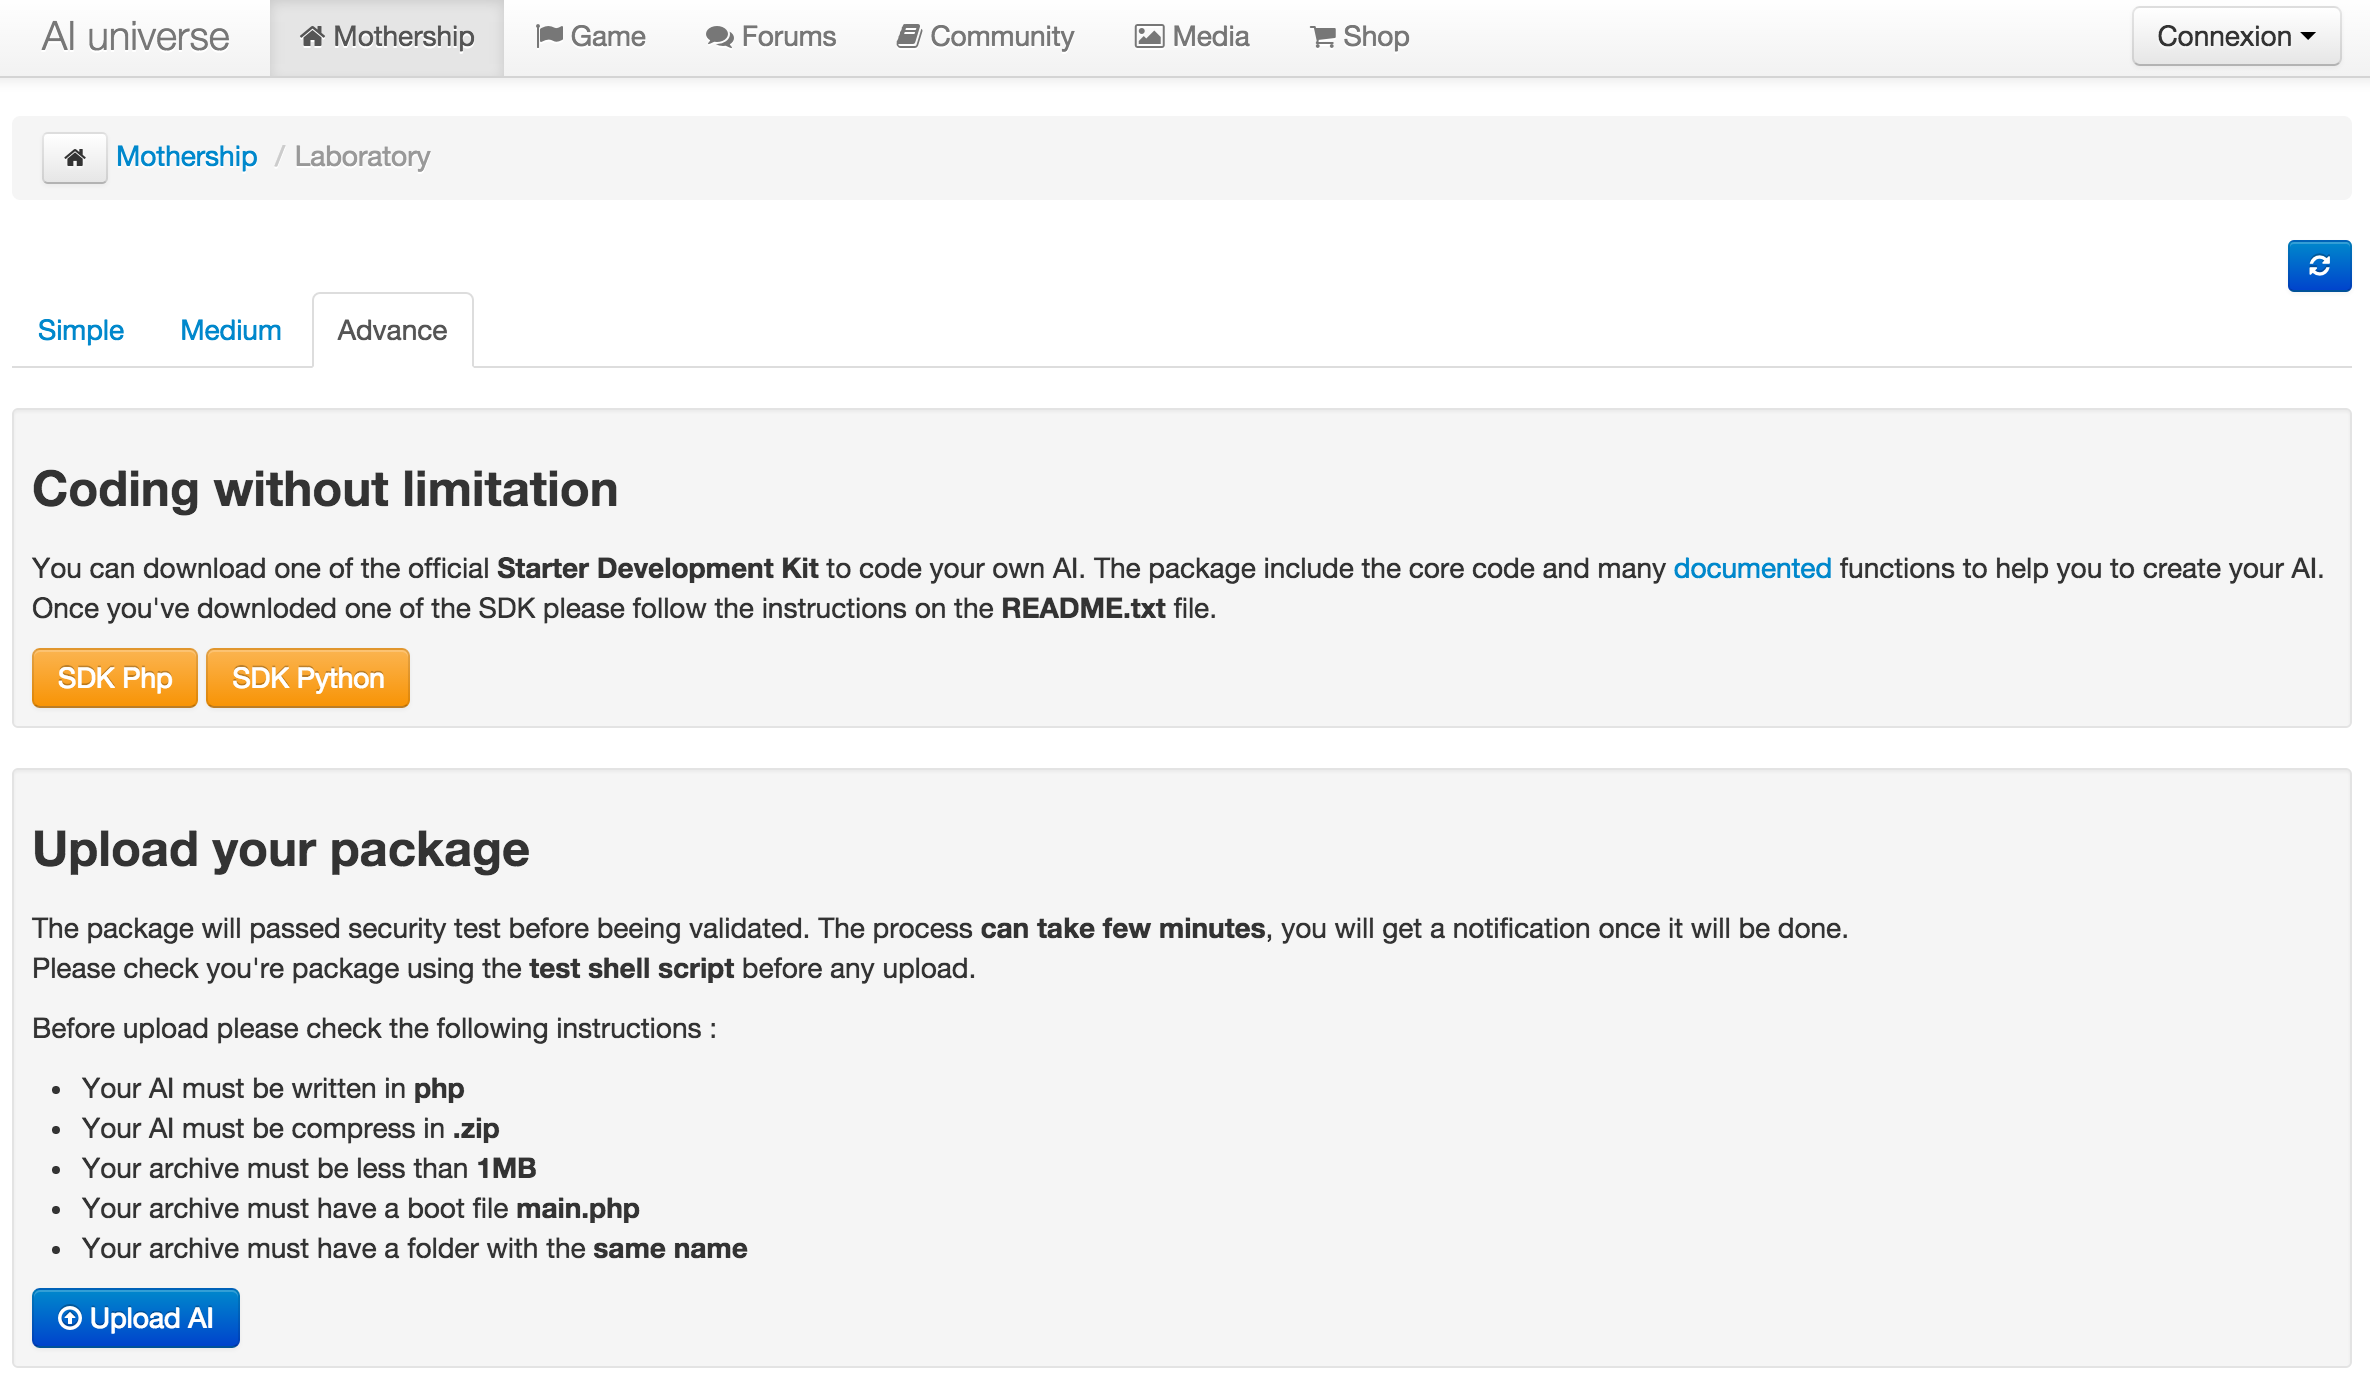 AI universe Mothership Game Forums Community Media Shop Connexion
Mothership / Laboratory
Simple Medium Advance
Coding without limitation
You can download one of the official Starter Development Kit to code your own AI. The package include the core code and many documented functions to help you to create your AI.
Once you've downloded one of the SDK please follow the instructions on the README.txt file.
SDK Php SDK Python
Upload your package
The package will passed security test before beeing validated. The process can take few minutes, you will get a notification once it will be done.
Please check you're package using the test shell script before any upload.
Before upload please check the following instructions :
• Your AI must be written in php
• Your AI must be compress in .zip
• Your archive must be less than 1MB
• Your archive must have a boot file main.php
• Your archive must have a folder with the same name
Upload AI